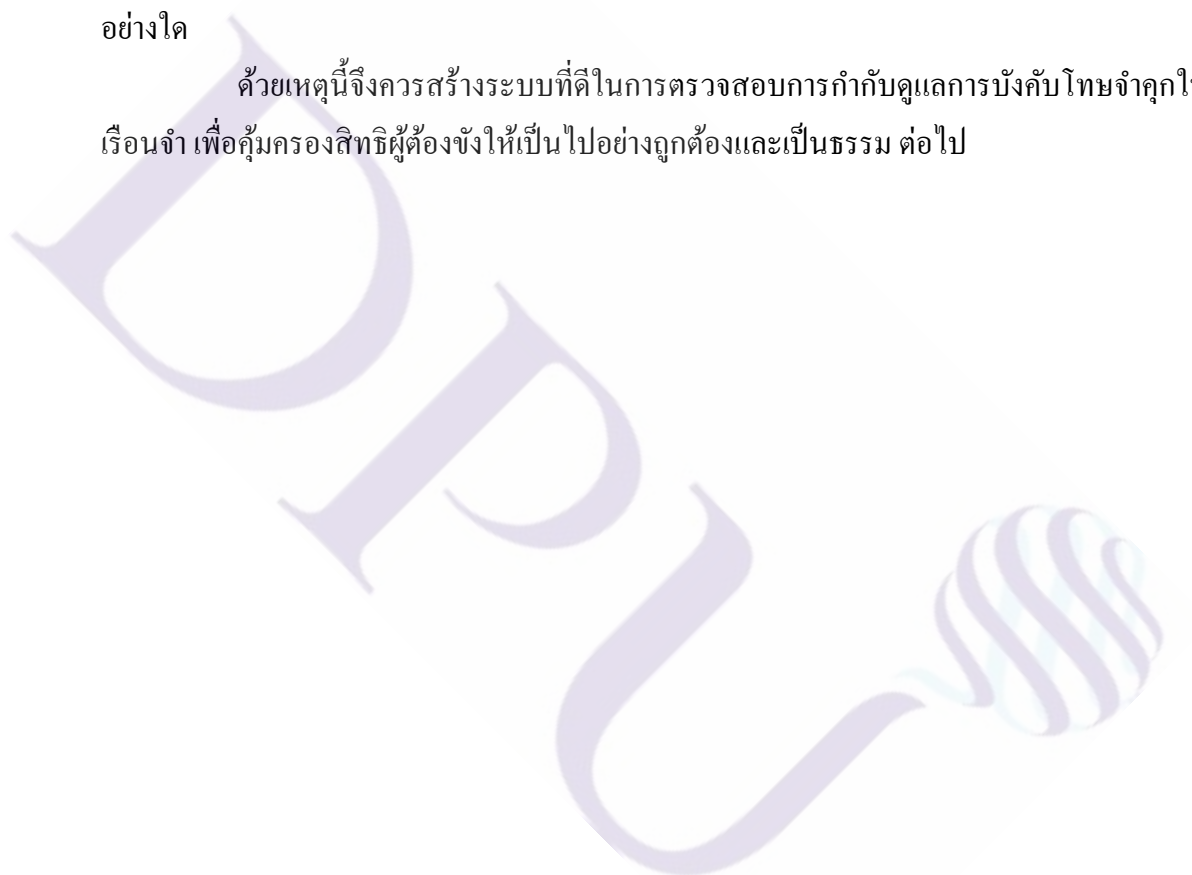 อย่างใด
ด้วยเหตุนี้จึงควรสร้างระบบที่ดีในการตรวจสอบการกำกับดูแลการบังคับโทษจำคุกใ
เรือนจำ เพื่อคุ้มครองสิทธิผู้ต้องขังให้เป็นไปอย่างถูกต้องและเป็นธรรม ต่อไป
DPU